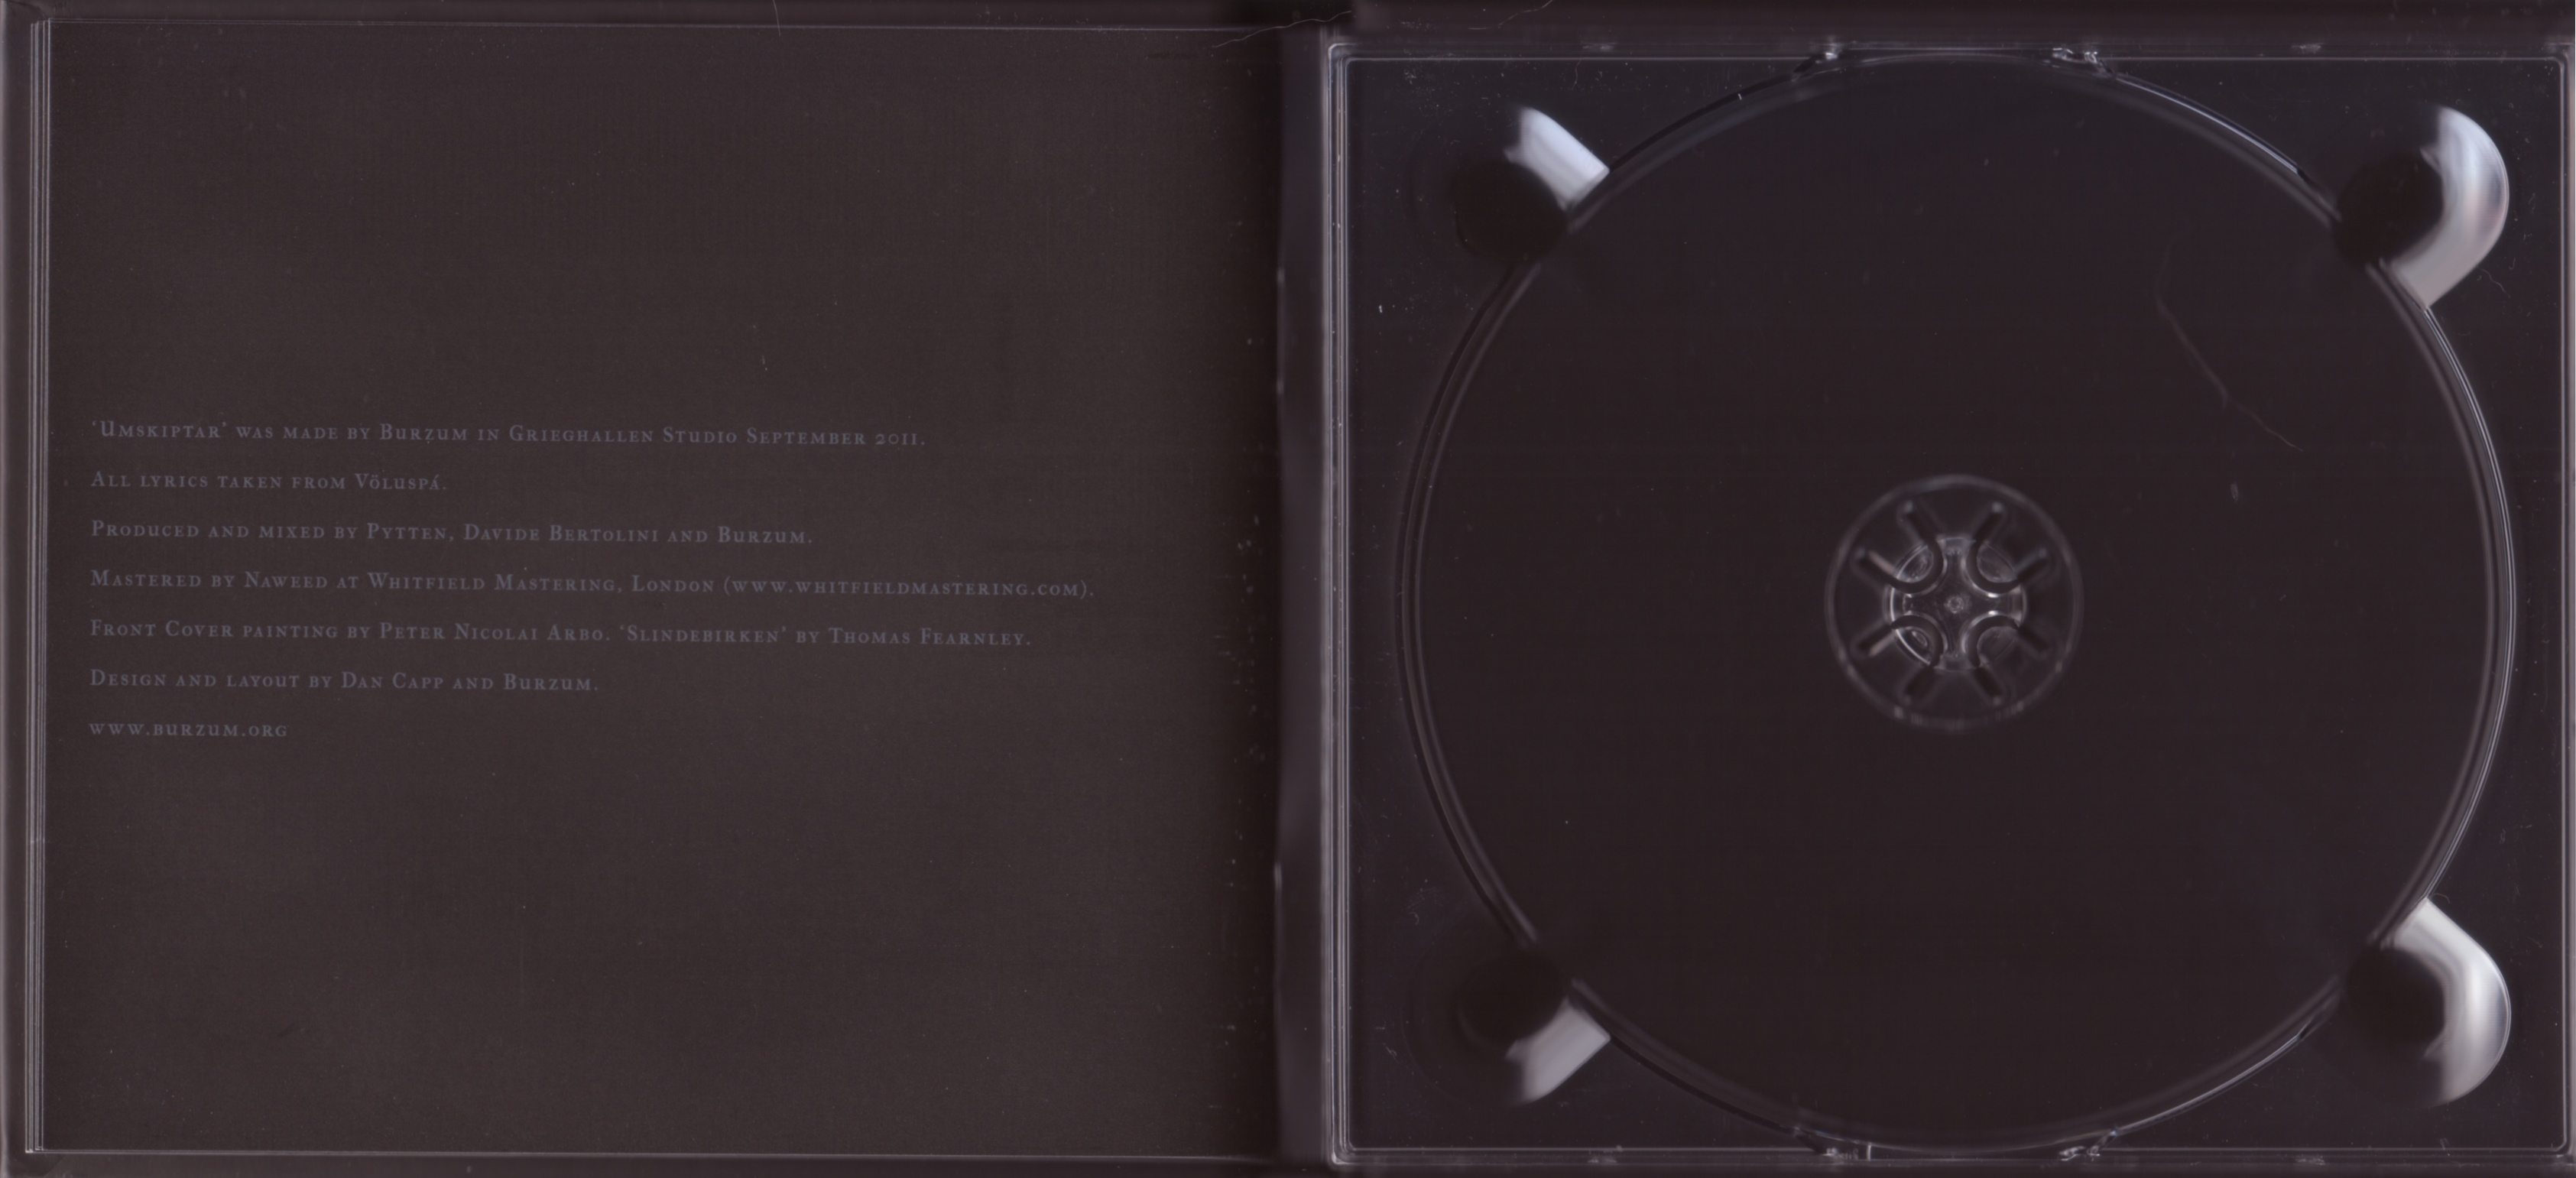 ‘Umskiptar’ was made by Burzum in Grieghallen Studio September 2011.
All lyrics taken from Völuspá.
Produced and mixed by Pytten, Davide Bertolini and Burzum.
Mastered by Naweed at Whitfield Mastering, London (www.whitfieldmastering.com).
Front Cover painting by Peter Nicolai Arbo. ‘Slindebirken’ by Thomas Fearnley.
Design and layout by Dan Capp and Burzum.
www.burzum.org